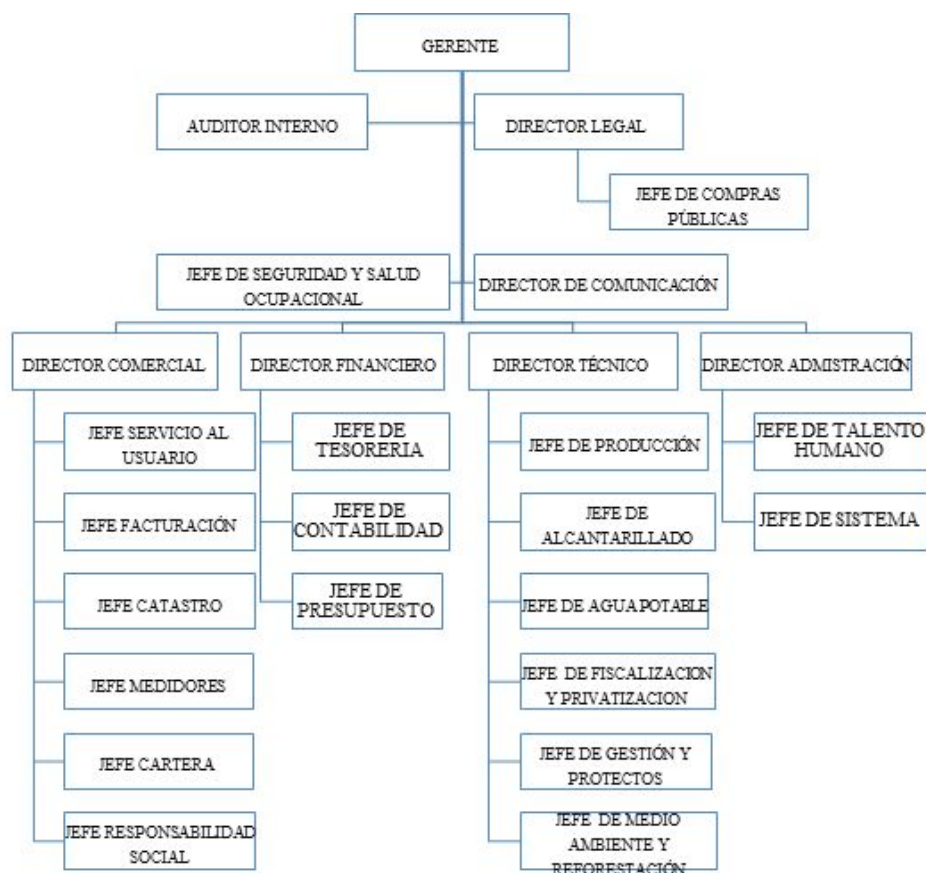 GERENTE
AUDITOR INTERNO
DIRECTOR LEGAL
JEFE DE COMPRAS
PÚBLICAS
JEFE DE SEGURIDAD Y SALUD
OCUPACIONAL
DIRECTOR DE COMUNICACIÓN
DIRECTOR COMERCIAL
DIRECTOR FINANCIERO
DIRECTOR TÉCNICO
DIRECTOR ADMISTRACIÓN
JEFE SERVICIO AL
USUARIO
JEFE FACTURACIÓN
JEFE CATASTRO
JEFE MEDIDORES
JEFE CARTERA
JEFE RESPONSABILIDAD
SOCIAL
JEFE DE
TESORERIA
JEFE DE
CONTABILIDAD
JEFE DE
PRESUPUESTO
JEFE DE PRODUCCIÓN
JEFE DE
ALCANTARILLADO
JEFE DE AGUA POTABLE
JEFE DE FISCALIZACION
Y PRIVATIZACION
JEFE DE GESTIÓN Y
PROTECTOS
JEFE DE MEDIO
AMBIENTE Y
REFORESTACIÓN
JEFE DE TALENTO
HUMANO
JEFE DE SISTEMA